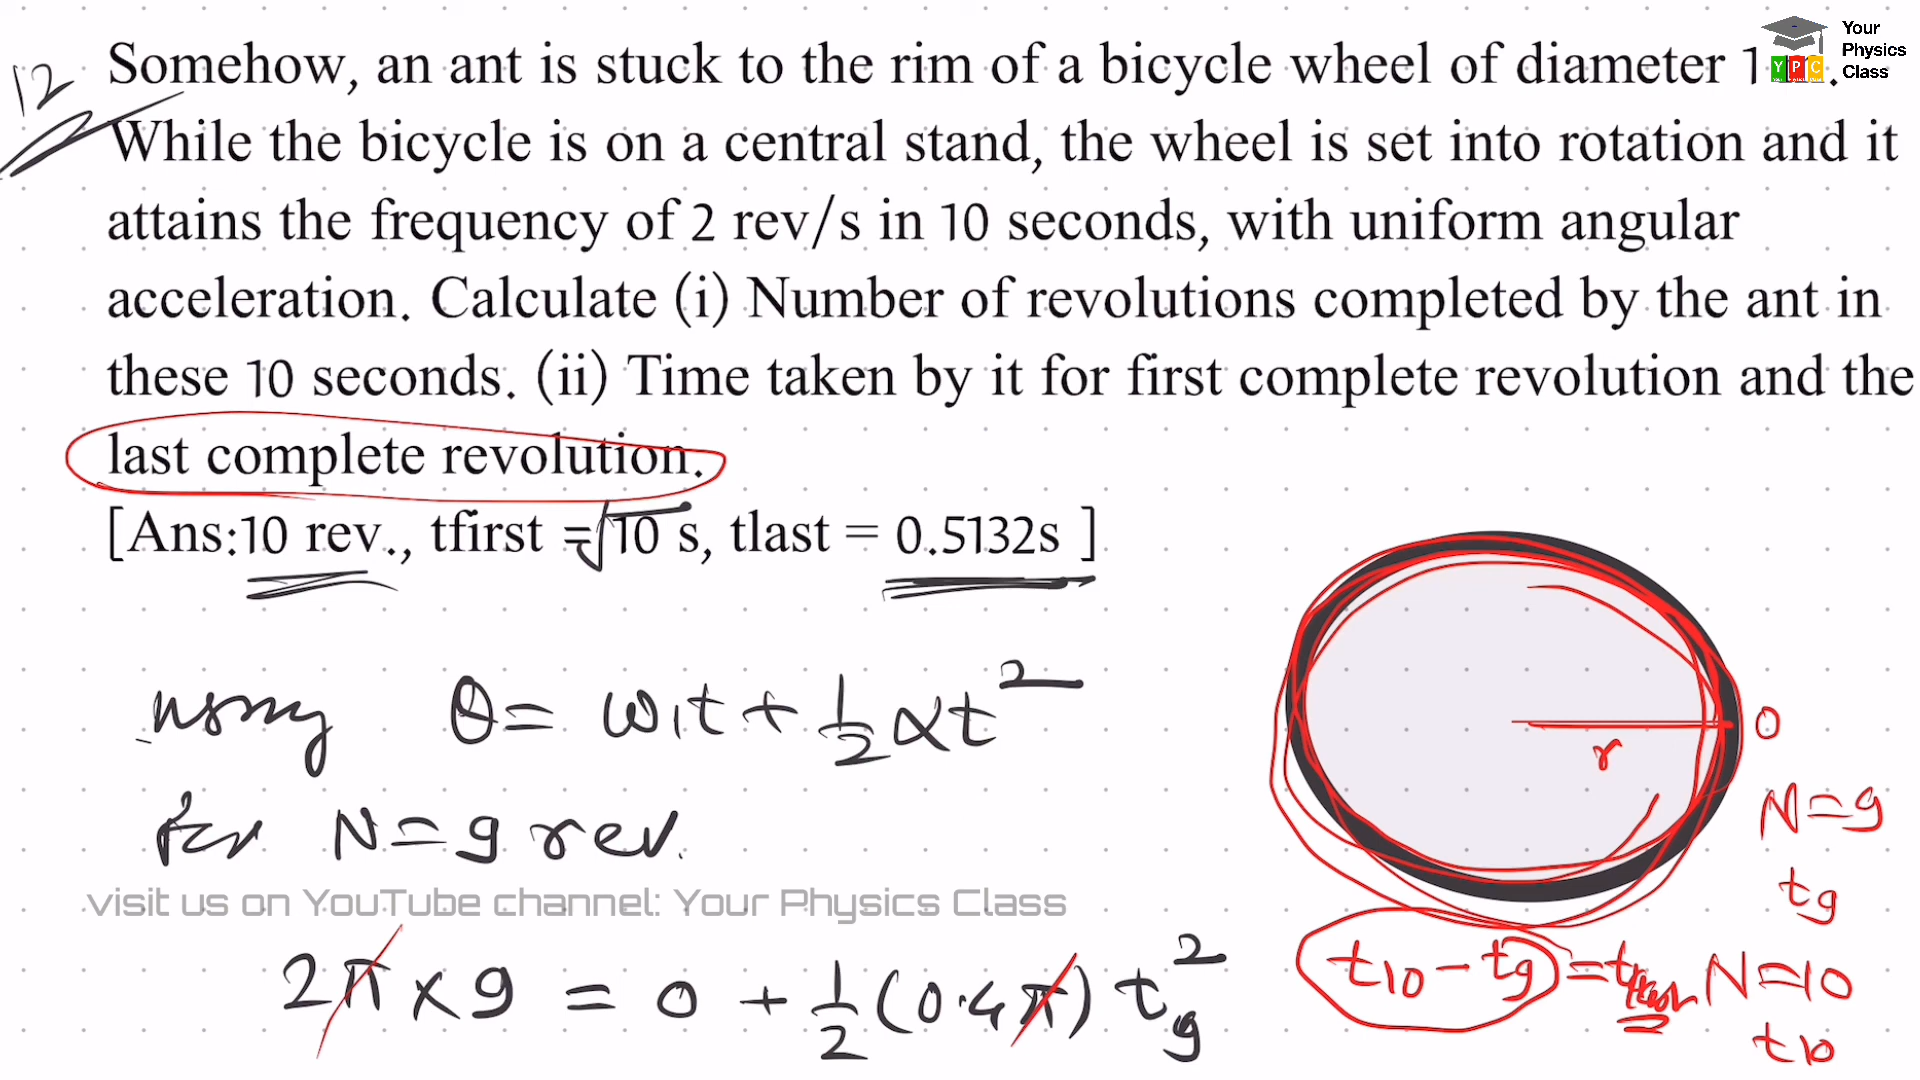 12
Somehow, an ant is stuck to the rim of a bicycle wheel of diameter 1
While the bicycle is on a central stand, the wheel is set into rotation and it
attains the frequency of 2 rev/s in 10 seconds, with uniform angular
acceleration. Calculate (i) Number of revolutions completed by the ant in
these 10 seconds. (ii) Time taken by it for first complete revolution and the
last complete revolution.
[Ans:10 rev., tfirst = √10 s, tlast = 0.5132s ]
Your
Physics
Class
Y P C
using θ = ω₁t + 1/2 αt²
for N = 9 rev.
visit us on YouTube channel: Your Physics Class
2π × 9 = 0 + 1/2 (0.4π) t₉²
r
0
N = 9
t₉
t₁₀ - t₉ =
N = 10
t₁₀